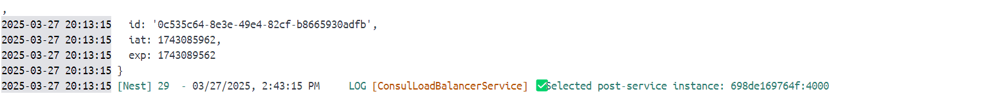 ,
2025-03-27 20:13:15   id: '0c535c64-8e3e-49e4-82cf-b8665930adfb',
2025-03-27 20:13:15   iat: 1743085962,
2025-03-27 20:13:15   exp: 1743089562
2025-03-27 20:13:15 }
2025-03-27 20:13:15 [Nest] 29  - 03/27/2025, 2:43:15 PM     LOG [ConsulLoadBalancerService] ✅Selected post-service instance: 698de169764f:4000